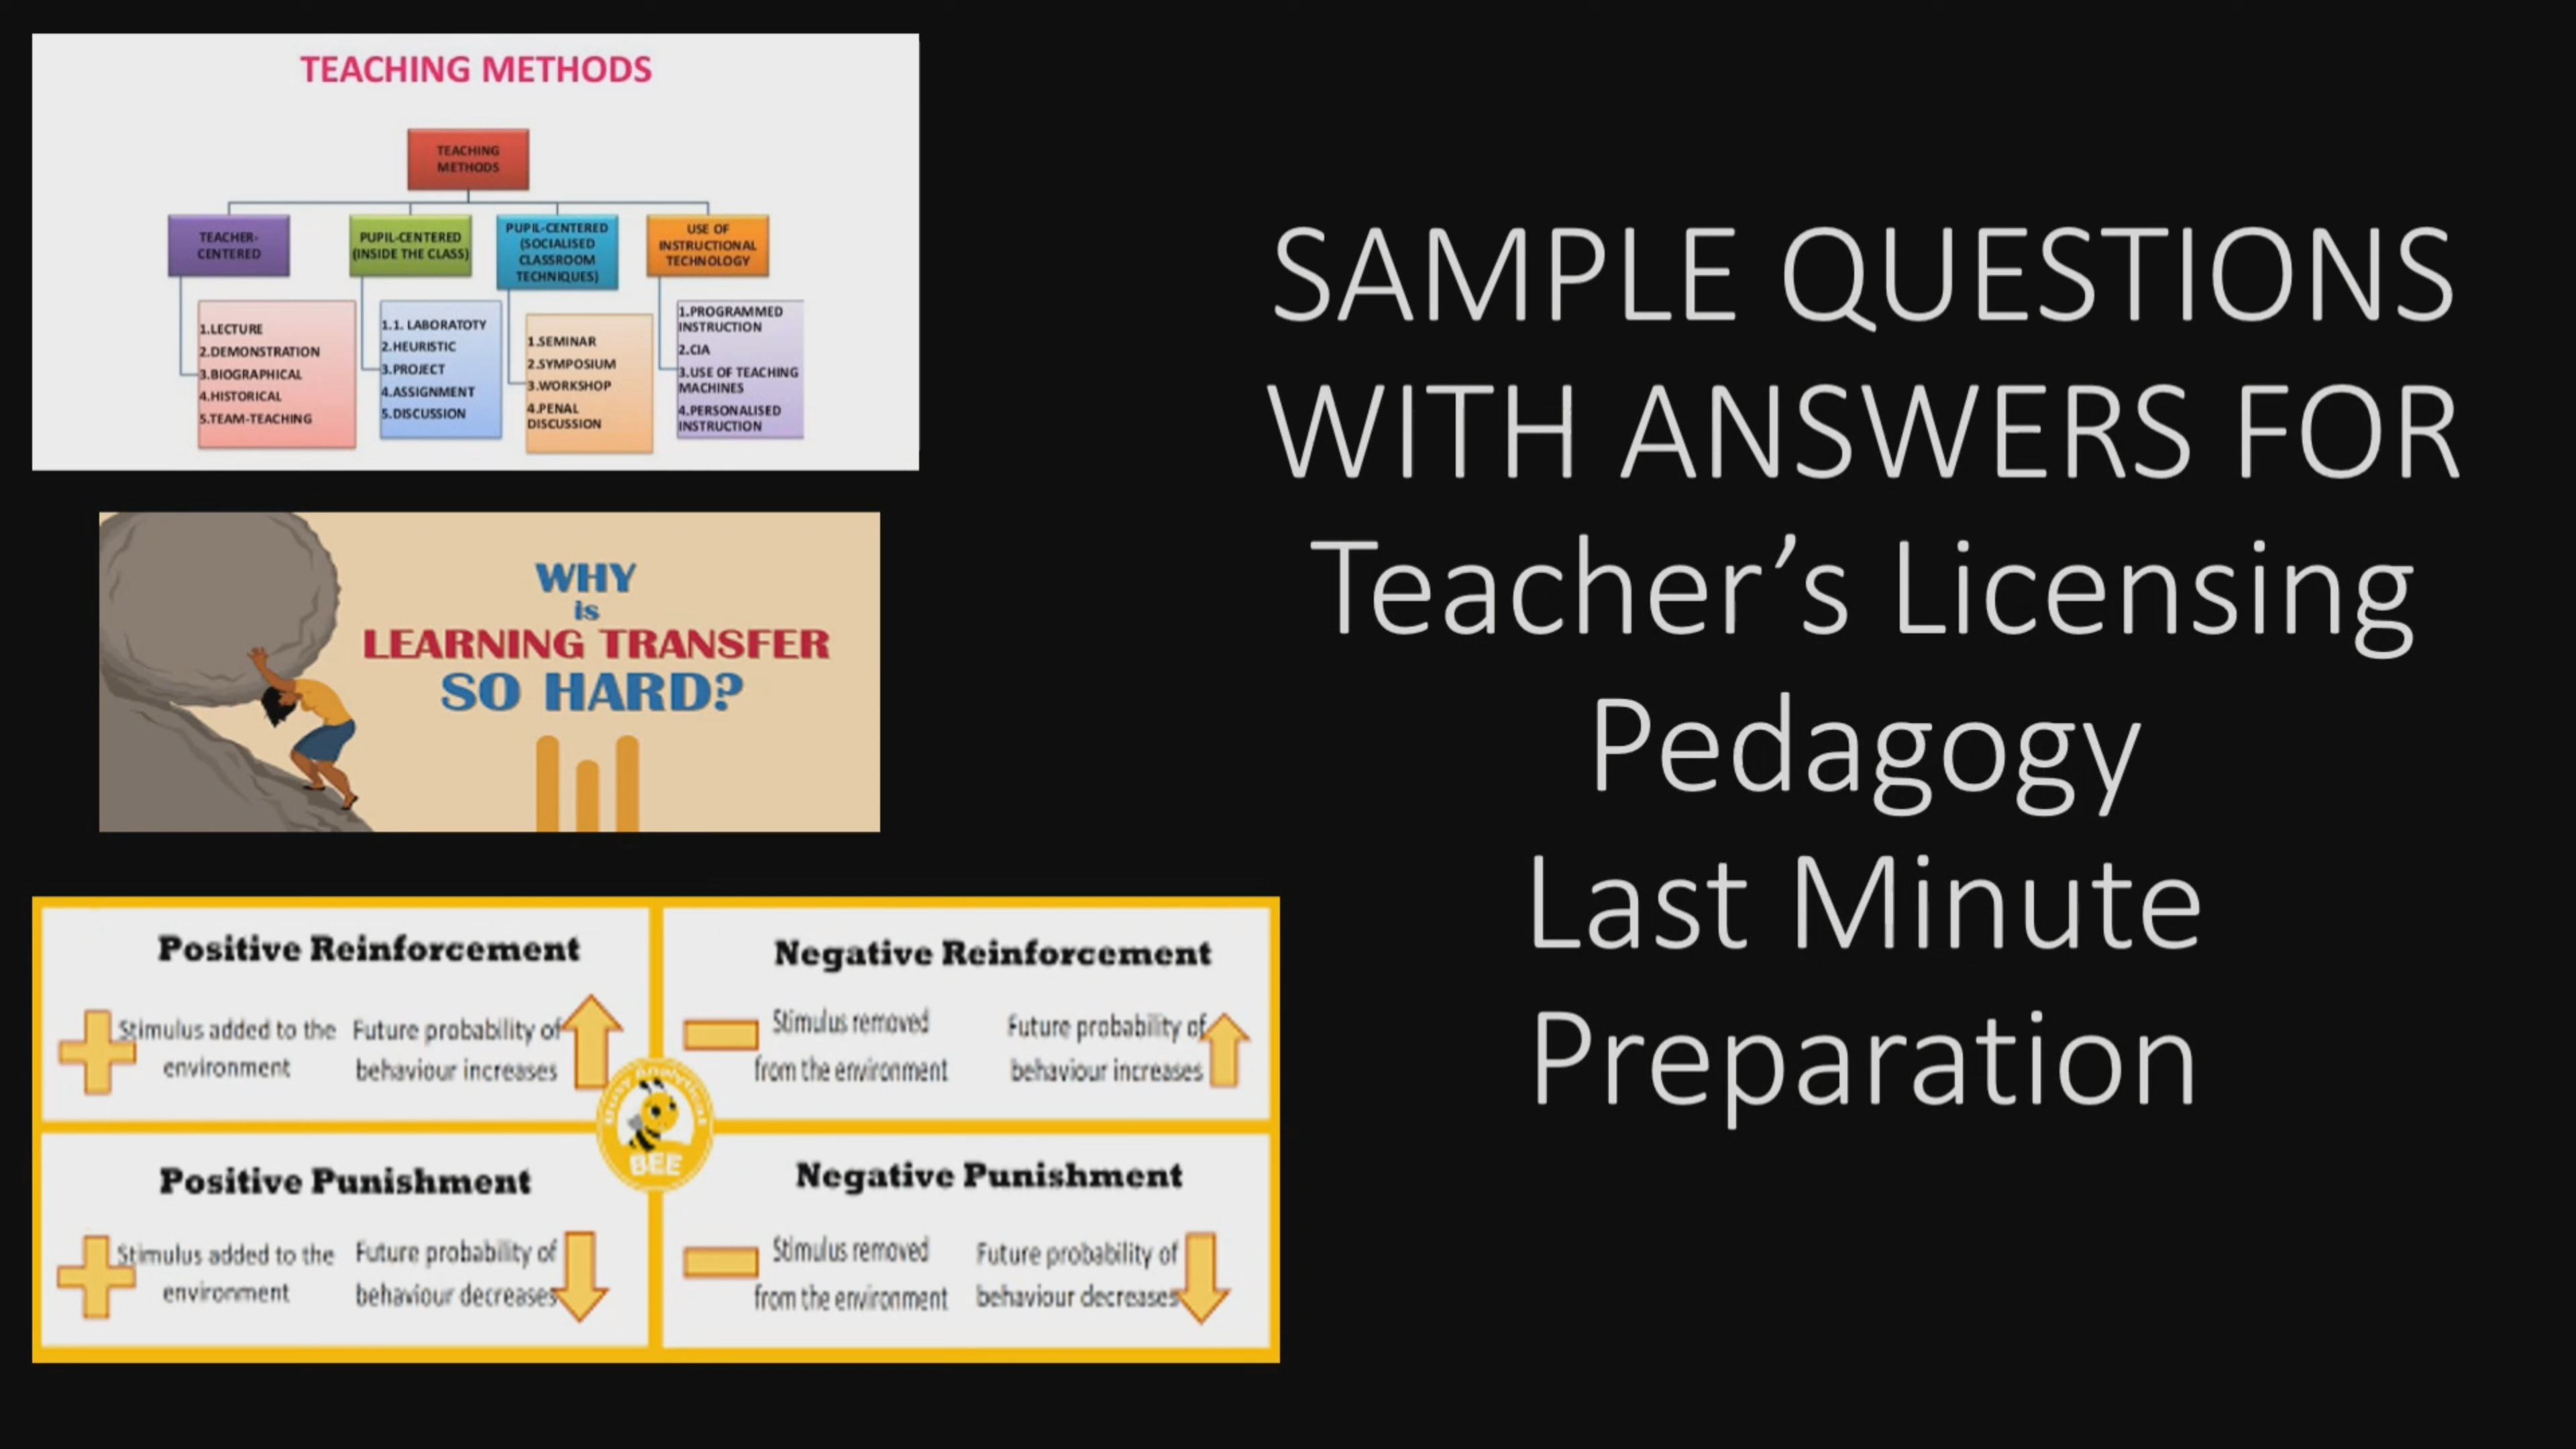 TEACHING METHODS
TEACHING
METHODS
TEACHER-
CENTERED
PUPIL-CENTERED
(INSIDE THE CLASS)
PUPIL-CENTERED
(SOCIALISED
CLASSROOM
TECHNIQUES)
USE OF
INSTRUCTIONAL
TECHNOLOGY
1.LECTURE
2.DEMONSTRATION
3.BIOGRAPHICAL
4.HISTORICAL
5.TEAM-TEACHING
1.1. LABORATOTY
2.HEURISTIC
3.PROJECT
4.ASSIGNMENT
5.DISCUSSION
1.SEMINAR
2.SYMPOSIUM
3.WORKSHOP
4.PENAL
DISCUSSION
1.PROGRAMMED
INSTRUCTION
2.CIA
3.USE OF TEACHING
MACHINES
4.PERSONALISED
INSTRUCTION
WHY
is
LEARNING TRANSFER
SO HARD?
Positive Reinforcement
Stimulus added to the
environment
Future probability of
behaviour increases
Negative Reinforcement
Stimulus removed
from the environment
Future probability of
behaviour increases
Busy Analytical
BEE
Positive Punishment
Stimulus added to the
environment
Future probability of
behaviour decreases
Negative Punishment
Stimulus removed
from the environment
Future probability of
behaviour decreases
SAMPLE QUESTIONS
WITH ANSWERS FOR
Teacher’s Licensing
Pedagogy
Last Minute
Preparation